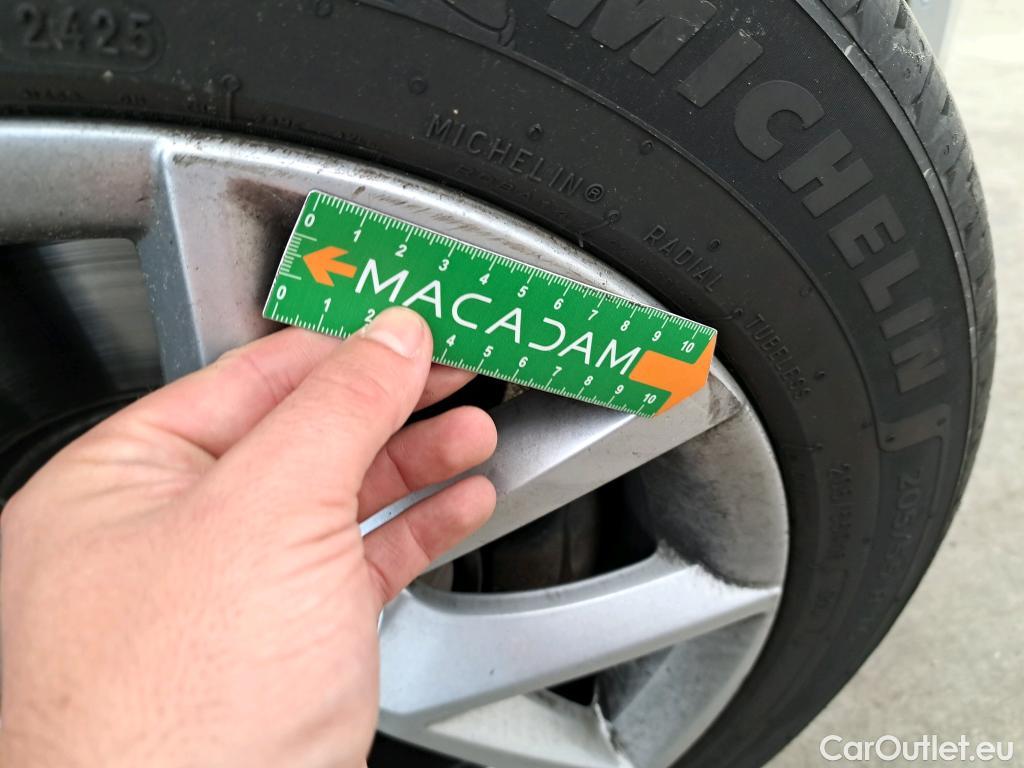 2425
MICHELIN
MICHELIN®
RADIAL
TUBELESS
0 1 2 3 4 5 6 7 8 9 10
MACADAM
0 1 2 4 5 6 7 8 9 10
CarOutlet.eu